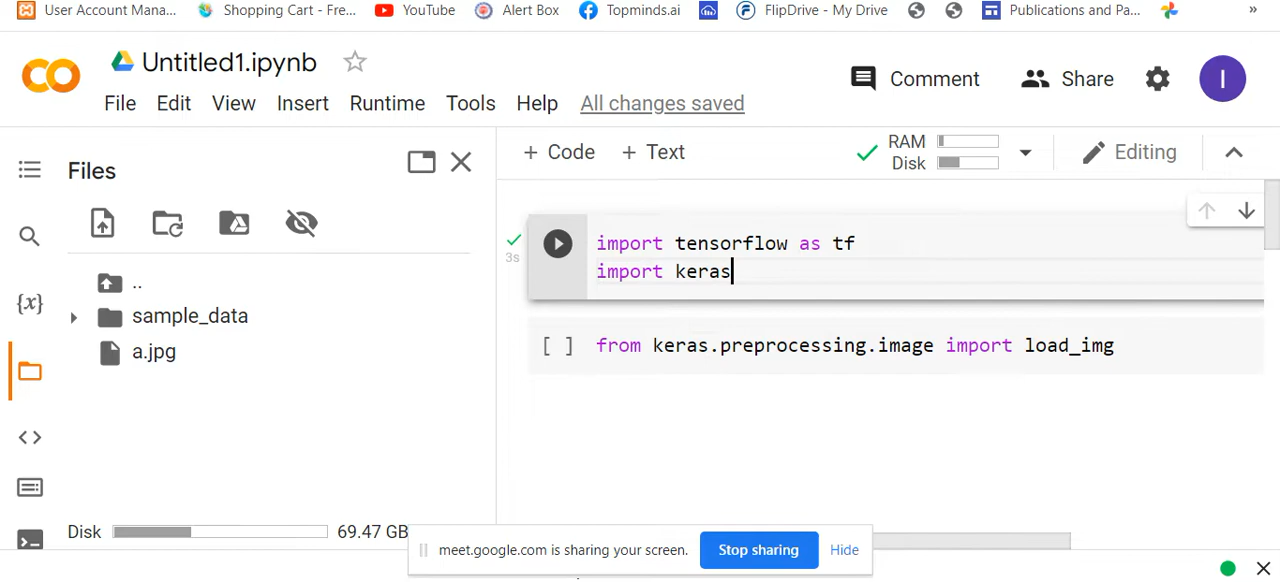 User Account Mana... Shopping Cart - Fre... YouTube Alert Box Topminds.ai FlipDrive - My Drive Publications and Pa... »
Untitled1.ipynb
Comment Share I
File Edit View Insert Runtime Tools Help All changes saved
Files
+ Code + Text
RAM
Disk
Editing
..
sample_data
a.jpg
{x}
<>
3s
import tensorflow as tf
import keras
[ ] from keras.preprocessing.image import load_img
Disk 69.47 GB
meet.google.com is sharing your screen. Stop sharing Hide